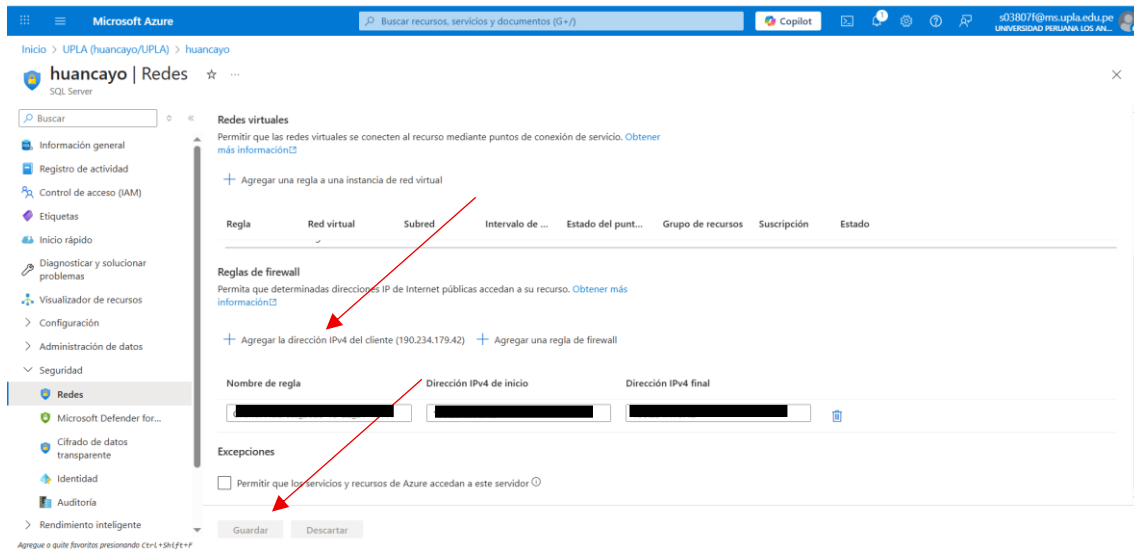 Microsoft Azure
Buscar recursos, servicios y documentos (G+/)
Copilot
s03807f@ms.upla.edu.pe
UNIVERSIDAD PERUANA LOS AN...
Inicio > UPLA (huancayo/UPLA) > huancayo
huancayo | Redes
SQL Server
Buscar
Información general
Registro de actividad
Control de acceso (IAM)
Etiquetas
Inicio rápido
Diagnosticar y solucionar
problemas
Visualizador de recursos
Configuración
Administración de datos
Seguridad
Redes
Microsoft Defender for...
Cifrado de datos
transparente
Identidad
Auditoría
Rendimiento inteligente
Agregue o quite favoritos presionando Ctrl+Shift+F
Redes virtuales
Permitir que las redes virtuales se conecten al recurso mediante puntos de conexión de servicio. Obtener
más información
Agregar una regla a una instancia de red virtual
Regla Red virtual Subred Intervalo de ... Estado del punt... Grupo de recursos Suscripción Estado
Reglas de firewall
Permita que determinadas direcciones IP de Internet públicas accedan a su recurso. Obtener más
información
Agregar la dirección IPv4 del cliente (190.234.179.42) Agregar una regla de firewall
Nombre de regla Dirección IPv4 de inicio Dirección IPv4 final
Excepciones
Permitir que los servicios y recursos de Azure accedan a este servidor
Guardar Descartar